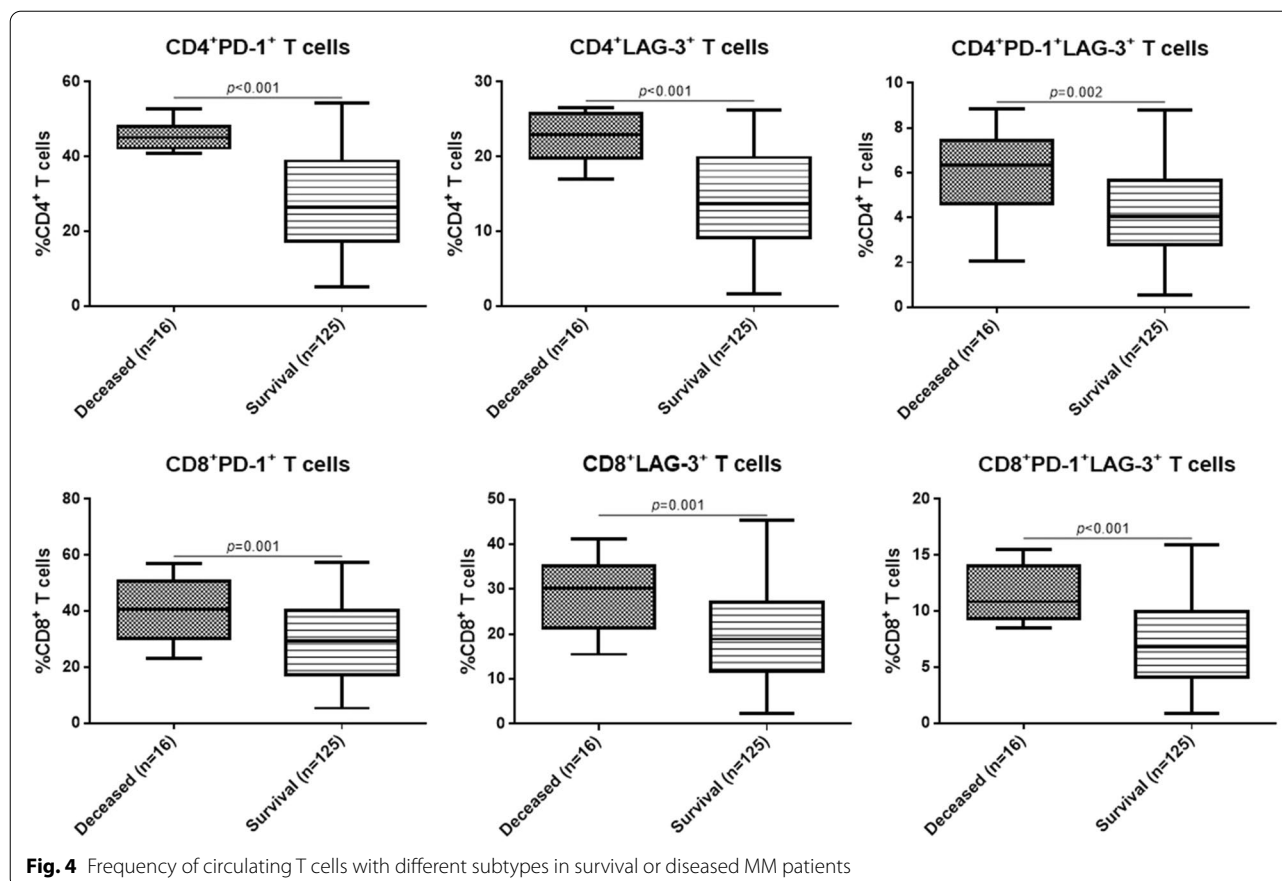 CD4⁺PD-1⁺ T cells
p<0.001
60
40
20
0
%CD4⁺ T cells
Deceased (n=16)
Survival (n=125)
CD4⁺LAG-3⁺ T cells
p<0.001
30
20
10
0
%CD4⁺ T cells
Deceased (n=16)
Survival (n=125)
CD4⁺PD-1⁺LAG-3⁺ T cells
p=0.002
10
8
6
4
2
0
%CD4⁺ T cells
Deceased (n=16)
Survival (n=125)
CD8⁺PD-1⁺ T cells
p=0.001
80
60
40
20
0
%CD8⁺ T cells
Deceased (n=16)
Survival (n=125)
CD8⁺LAG-3⁺ T cells
p=0.001
50
40
30
20
10
0
%CD8⁺ T cells
Deceased (n=16)
Survival (n=125)
CD8⁺PD-1⁺LAG-3⁺ T cells
p<0.001
20
15
10
5
0
%CD8⁺ T cells
Deceased (n=16)
Survival (n=125)
Fig. 4 Frequency of circulating T cells with different subtypes in survival or diseased MM patients